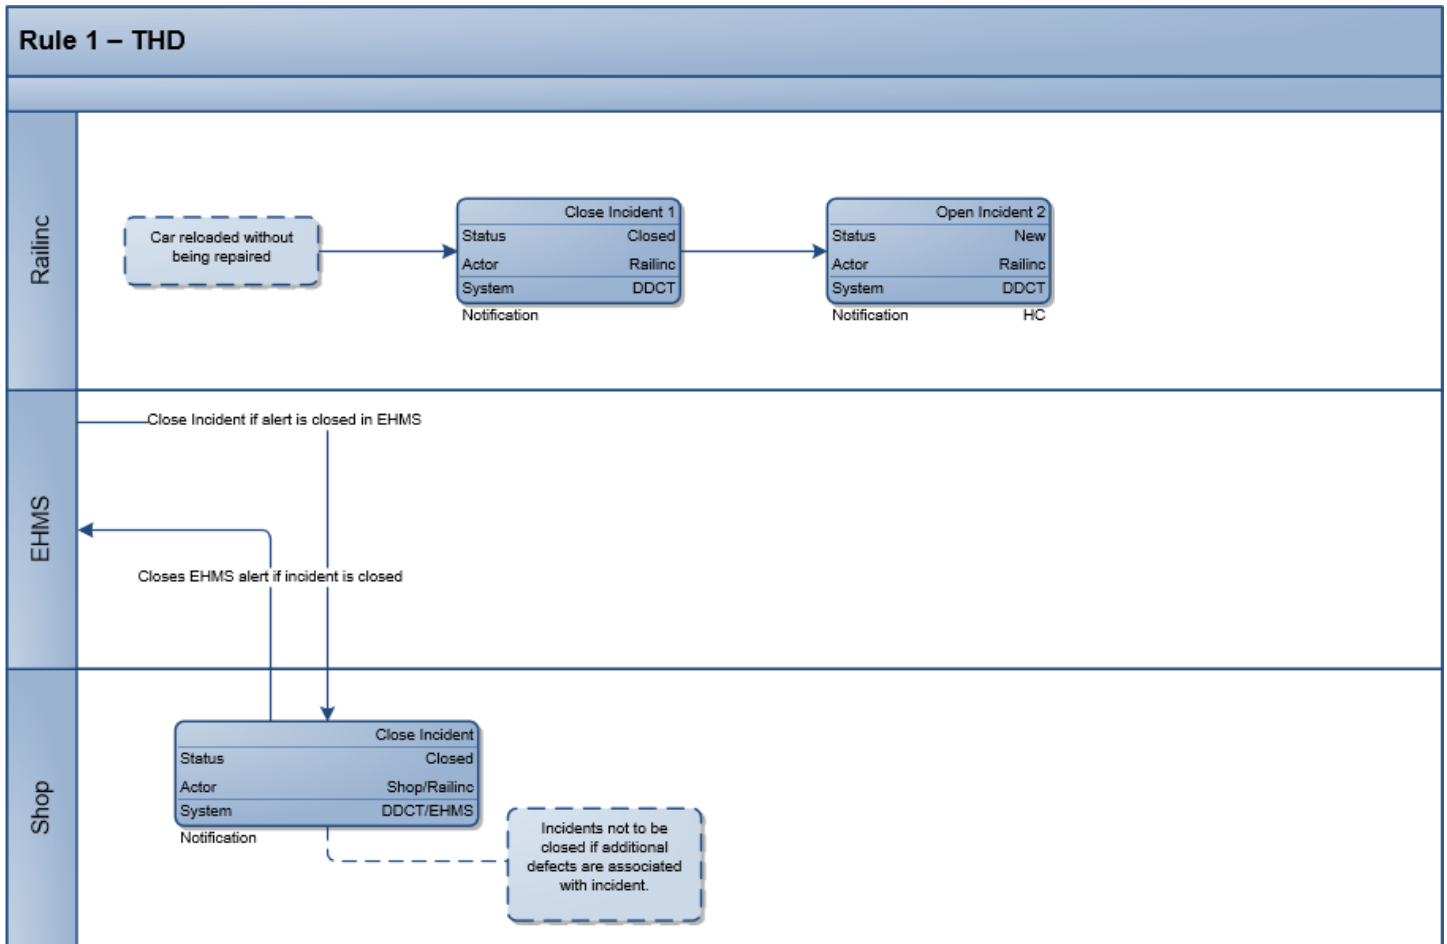 Rule 1 – THD
Railinc
Car reloaded without
being repaired
Close Incident 1
Status Closed
Actor Railinc
System DDCT
Notification
Open Incident 2
Status New
Actor Railinc
System DDCT
Notification HC
EHMS
Close Incident if alert is closed in EHMS
Closes EHMS alert if incident is closed
Shop
Close Incident
Status Closed
Actor Shop/Railinc
System DDCT/EHMS
Notification
Incidents not to be
closed if additional
defects are associated
with incident.